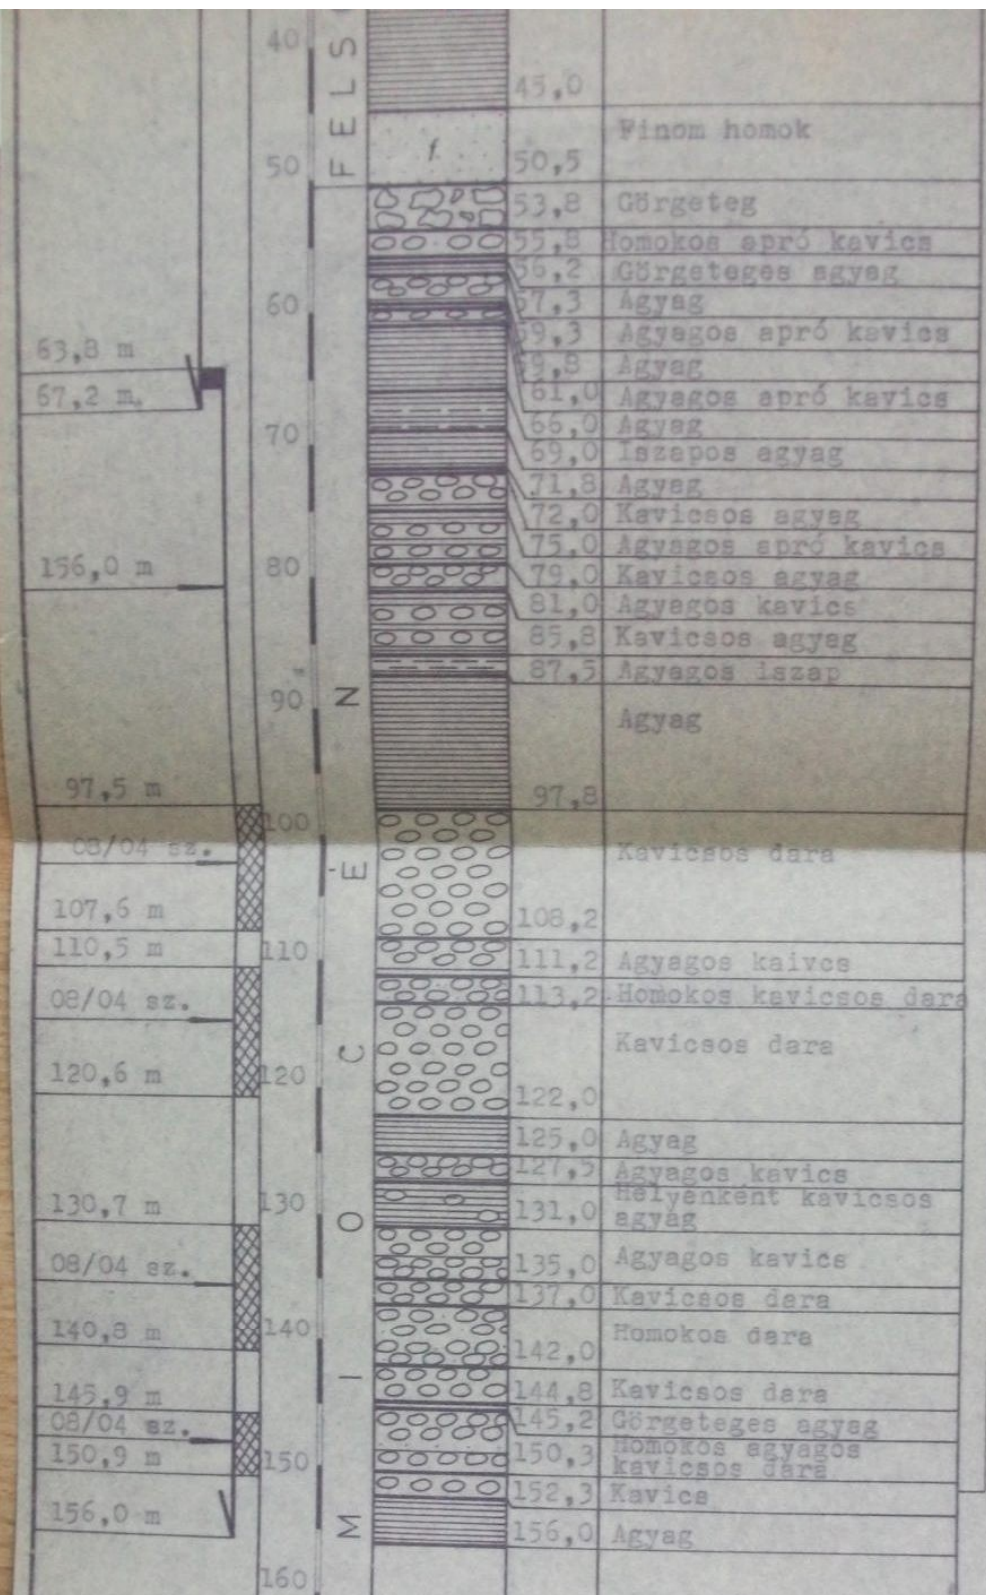 40
45,0
Finom homok
50
50,5
53,8 Görgeteg
55,8 Homokos apró kavics
56,2 Görgeteges agyag
57,3 Agyag
60
59,3 Agyagos apró kavics
63,8 m
59,8 Agyag
67,2 m.
61,0 Agyagos apró kavics
66,0 Agyag
70
69,0 Iszapos agyag
71,8 Agyag
72,0 Kavicsos agyag
75,0 Agyagos apró kavics
156,0 m
80
79,0 Kavicsos agyag
81,0 Agyagos kavics
85,8 Kavicsos agyag
87,5 Agyagos iszap
90
Agyag
97,5 m
97,8
100
08/04 sz.
Kavicsos dara
107,6 m
108,2
110,5 m
110
111,2 Agyagos kaivcs
08/04 sz.
113,2 Homokos kavicsos dara
Kavicsos dara
120,6 m
120
122,0
125,0 Agyag
127,5 Agyagos kavics
130,7 m
130
131,0 Helyenként kavicsos
agyag
08/04 sz.
135,0 Agyagos kavics
137,0 Kavicsos dara
140,8 m
140
Homokos dara
142,0
145,9 m
144,8 Kavicsos dara
08/04 sz.
145,2 Görgeteges agyag
150,9 m
150
150,3 Homokos agyagos
kavicsos dara
152,3 Kavics
156,0 m
156,0 Agyag
160
FELS
MIOCÉN
f.